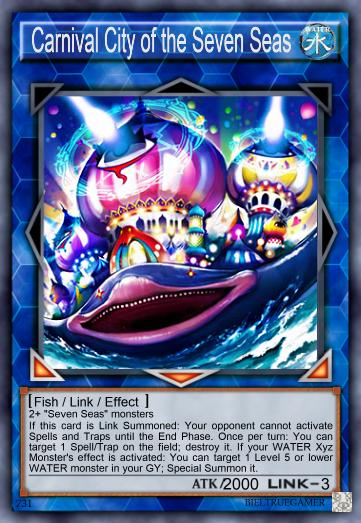 Carnival City of the Seven Seas
WATER
水
[ Fish / Link / Effect ]
2+ "Seven Seas" monsters
If this card is Link Summoned: Your opponent cannot activate
Spells and Traps until the End Phase. Once per turn: You can
target 1 Spell/Trap on the field; destroy it. If your WATER Xyz
Monster's effect is activated: You can target 1 Level 5 or lower
WATER monster in your GY; Special Summon it.
ATK/2000 LINK-3
731 BIELTRUEGAMER